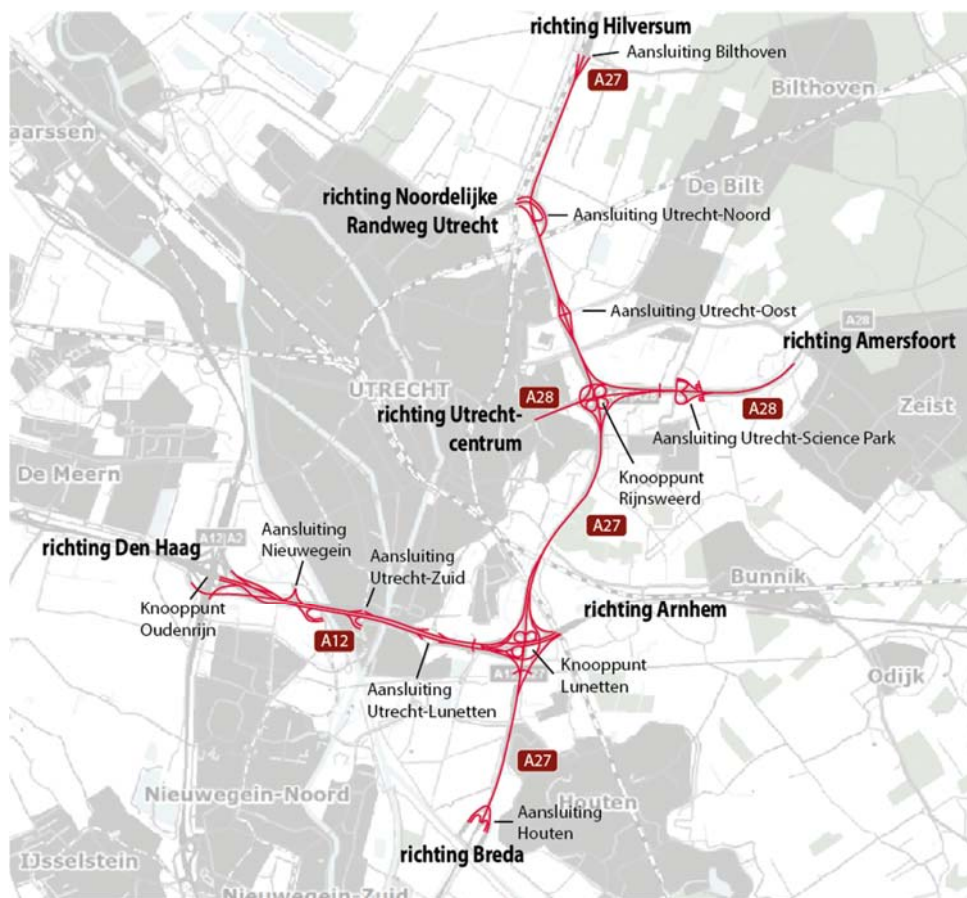 richting Hilversum
Aansluiting Bilthoven
A27
Bilthoven
aarssen
De Bilt
richting Noordelijke
Randweg Utrecht
Aansluiting Utrecht-Noord
Aansluiting Utrecht-Oost
A28
richting Amersfoort
UTRECHT
A28
richting Utrecht-
centrum
A28
Zeist
Aansluiting Utrecht-Science Park
De Meern
Knooppunt
Rijnsweerd
A27
Aansluiting
Nieuwegein
A12
A2
richting Den Haag
Aansluiting
Utrecht-Zuid
Bunnik
Knooppunt
Oudenrijn
richting Arnhem
A12
Knooppunt
Lunetten
Odijk
Aansluiting
Utrecht-Lunetten
A27
Nieuwegein-Noord
Houten
Aansluiting
Houten
richting Breda
IJsselstein
Nieuwegein-Zuid